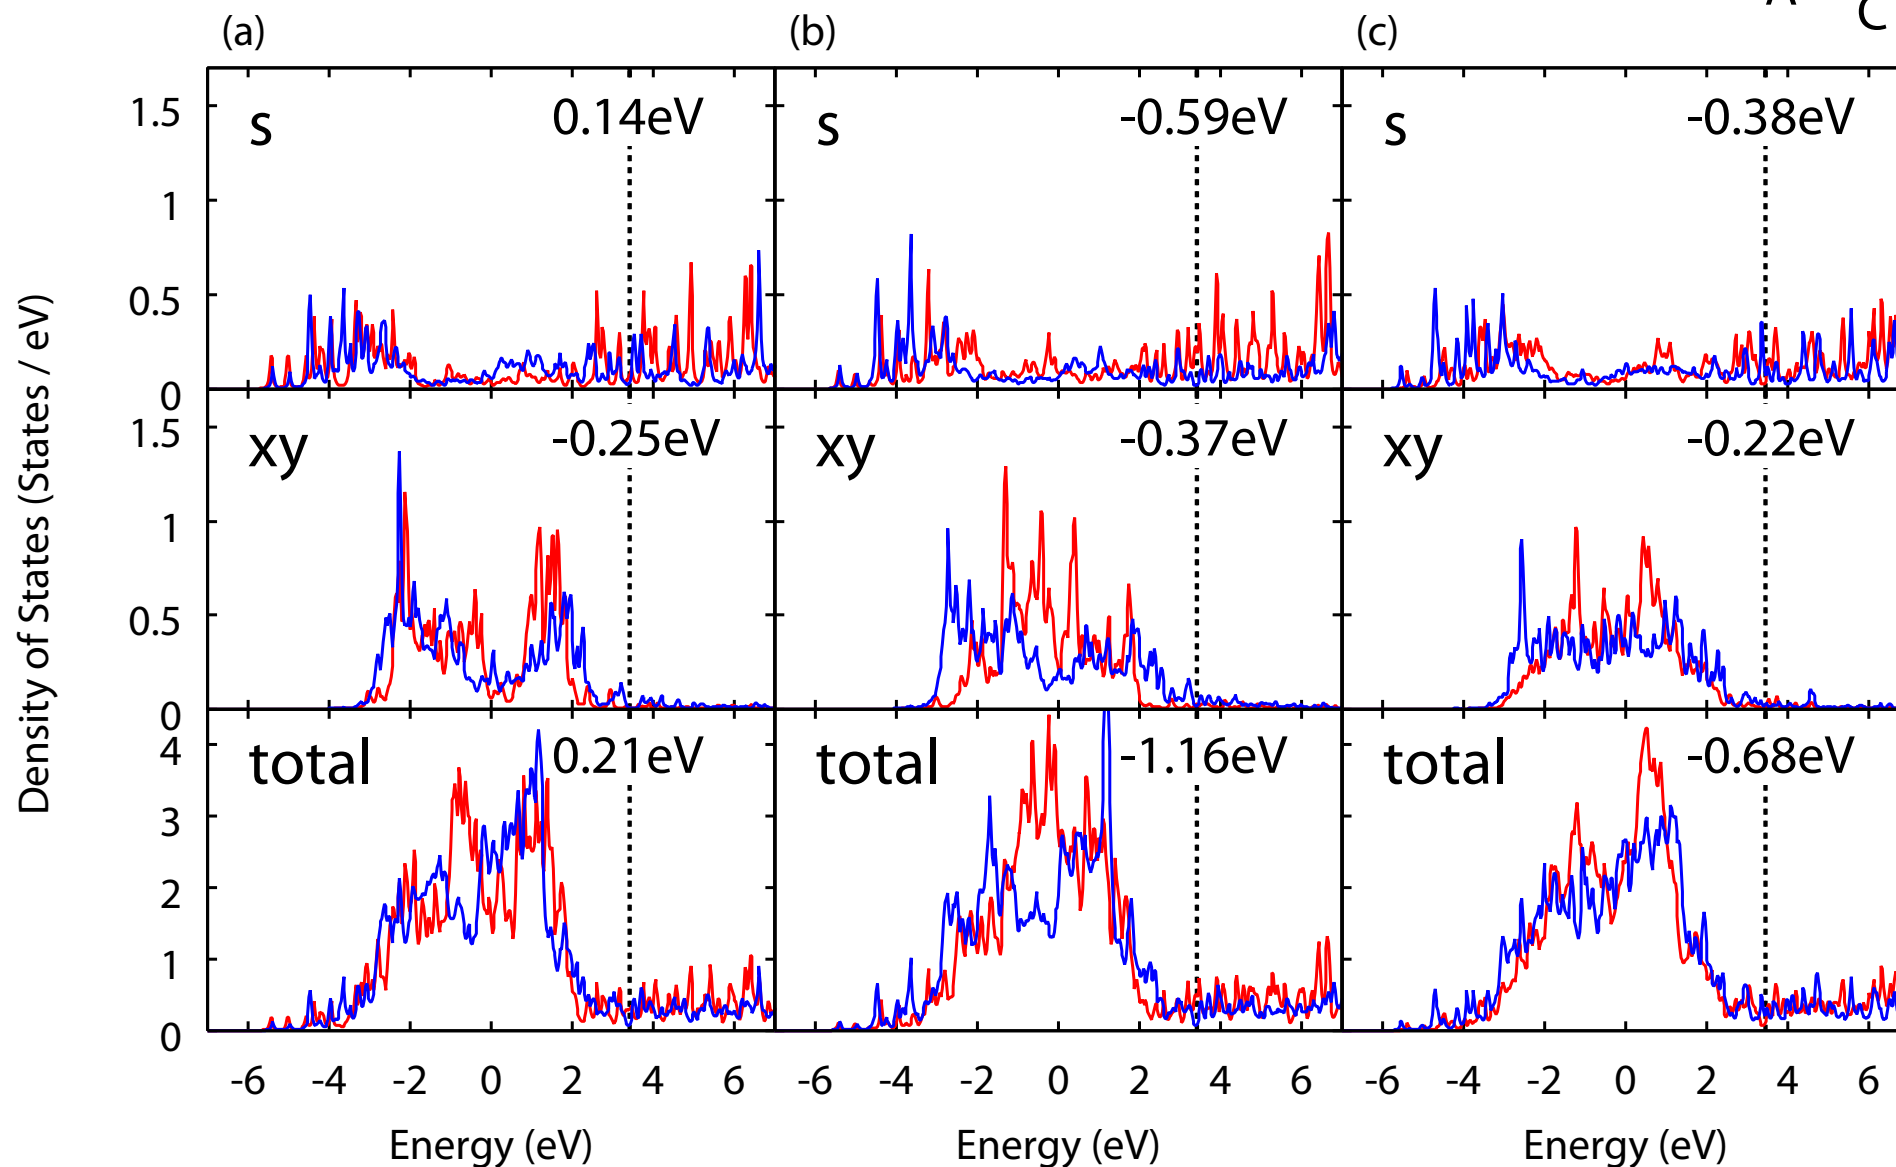 A
C
(a) (b) (c)
1.5 s 0.14eV s -0.59eV s -0.38eV
1
0.5
0
1.5 xy -0.25eV xy -0.37eV xy -0.22eV
1
0.5
0
4 total 0.21eV total -1.16eV total -0.68eV
3
2
1
0
-6 -4 -2 0 2 4 6 -6 -4 -2 0 2 4 6 -6 -4 -2 0 2 4 6
Energy (eV) Energy (eV) Energy (eV)
Density of States (States / eV)